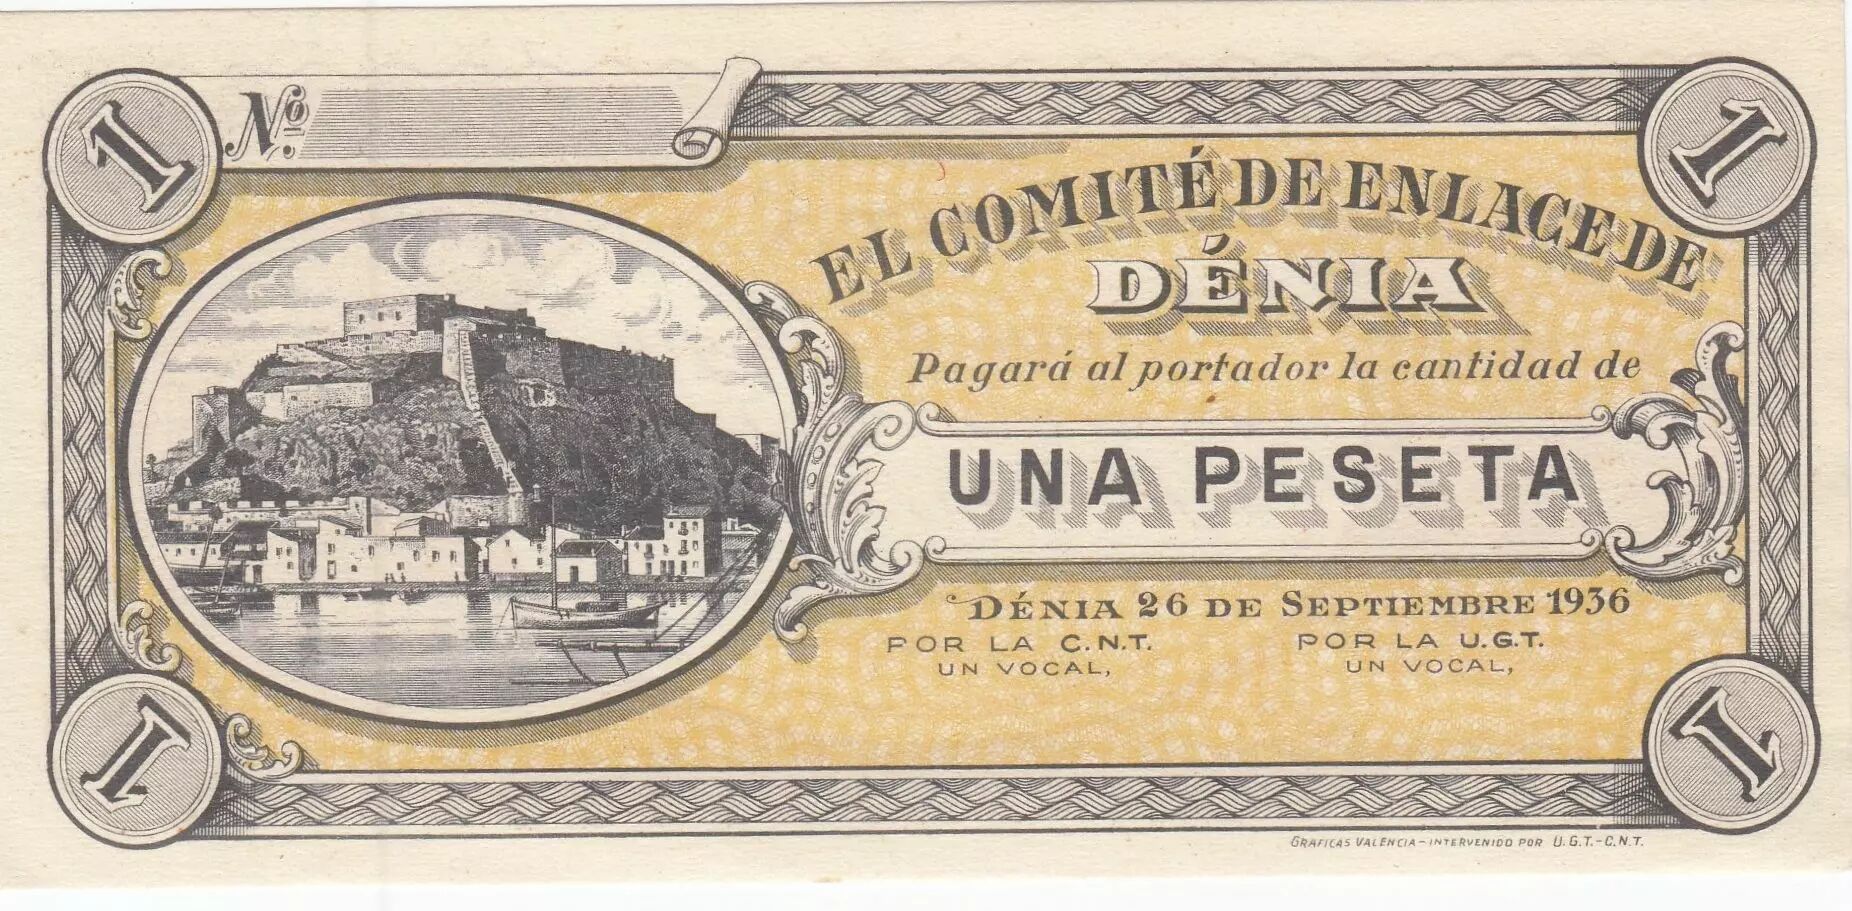 1
Nº
1
EL COMITÉ DE ENLACE DE
DÉNIA
Pagará al portador la cantidad de
UNA PESETA
DÉNIA 26 DE SEPTIEMBRE 1936
POR LA C.N.T. POR LA U.G.T.
UN VOCAL, UN VOCAL,
1
1
GRAFICAS VALENCIA-INTERVENIDO POR U.G.T.-C.N.T.